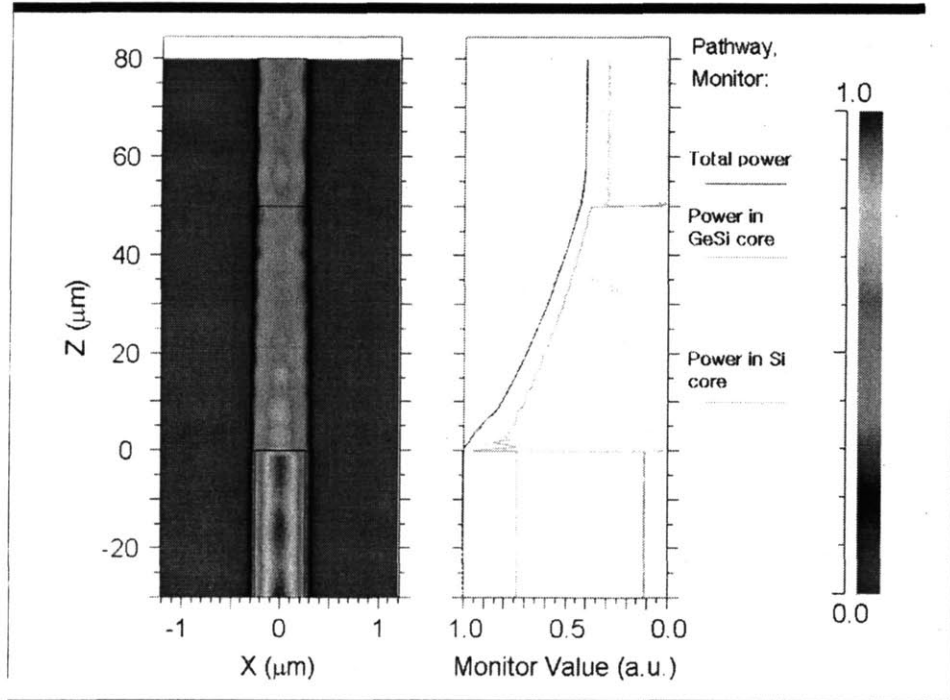 Pathway,
Monitor:
1.0
Total power
Power in
GeSi core
Power in Si
core
0.0
80
60
40
20
0
-20
Z (μm)
-1 0 1
X (μm)
1.0 0.5 0.0
Monitor Value (a.u.)